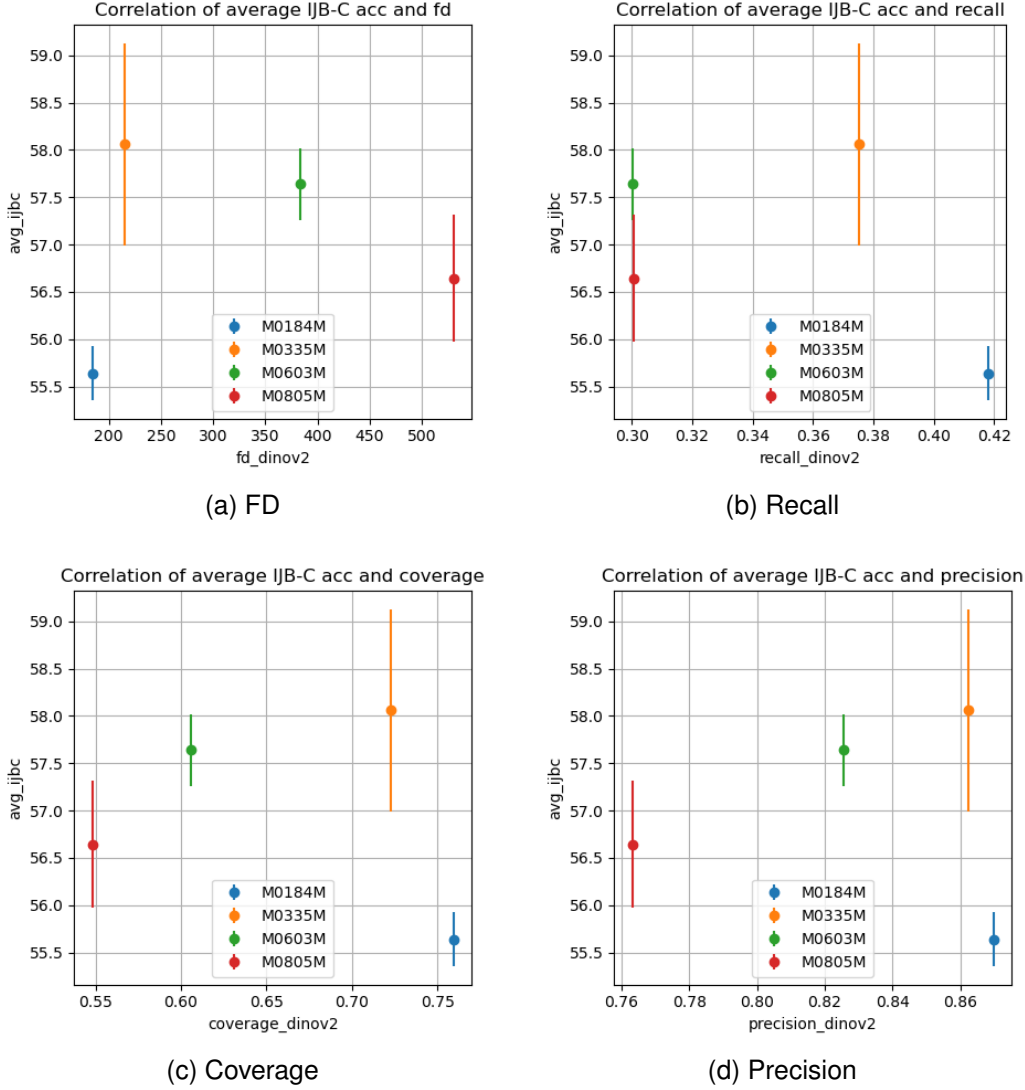 Correlation of average IJB-C acc and fd
59.0
58.5
58.0
57.5
57.0
56.5
56.0
55.5
avg_ijbc
M0184M
M0335M
M0603M
M0805M
200 250 300 350 400 450 500
fd_dinov2
(a) FD
Correlation of average IJB-C acc and recall
59.0
58.5
58.0
57.5
57.0
56.5
56.0
55.5
avg_ijbc
M0184M
M0335M
M0603M
M0805M
0.30 0.32 0.34 0.36 0.38 0.40 0.42
recall_dinov2
(b) Recall
Correlation of average IJB-C acc and coverage
59.0
58.5
58.0
57.5
57.0
56.5
56.0
55.5
avg_ijbc
M0184M
M0335M
M0603M
M0805M
0.55 0.60 0.65 0.70 0.75
coverage_dinov2
(c) Coverage
Correlation of average IJB-C acc and precision
59.0
58.5
58.0
57.5
57.0
56.5
56.0
55.5
avg_ijbc
M0184M
M0335M
M0603M
M0805M
0.76 0.78 0.80 0.82 0.84 0.86
precision_dinov2
(d) Precision